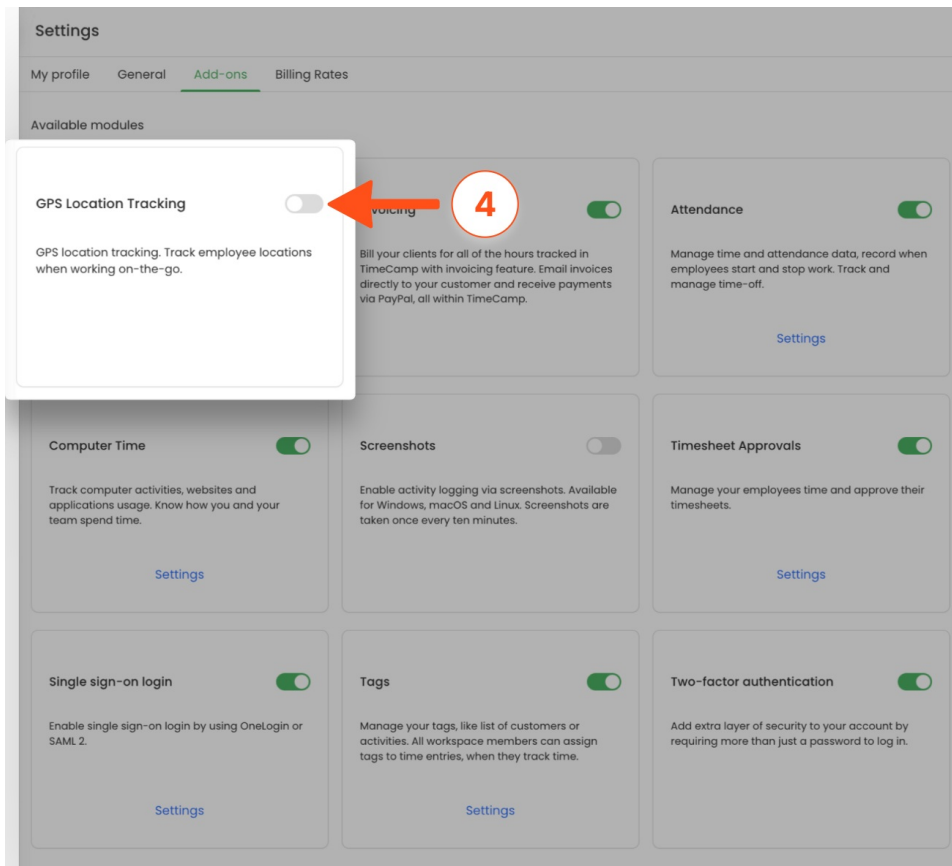 Settings
My profile General Add-ons Billing Rates
Available modules
GPS Location Tracking
GPS location tracking. Track employee locations
when working on-the-go.
4
Bill your clients for all of the hours tracked in
TimeCamp with invoicing feature. Email invoices
directly to your customer and receive payments
via PayPal, all within TimeCamp.
Attendance
Manage time and attendance data, record when
employees start and stop work. Track and
manage time-off.
Settings
Computer Time
Track computer activities, websites and
applications usage. Know how you and your
team spend time.
Settings
Screenshots
Enable activity logging via screenshots. Available
for Windows, macOS and Linux. Screenshots are
taken once every ten minutes.
Timesheet Approvals
Manage your employees time and approve their
timesheets.
Settings
Single sign-on login
Enable single sign-on login by using OneLogin or
SAML 2.
Settings
Tags
Manage your tags, like list of customers or
activities. All workspace members can assign
tags to time entries, when they track time.
Settings
Two-factor authentication
Add extra layer of security to your account by
requiring more than just a password to log in.